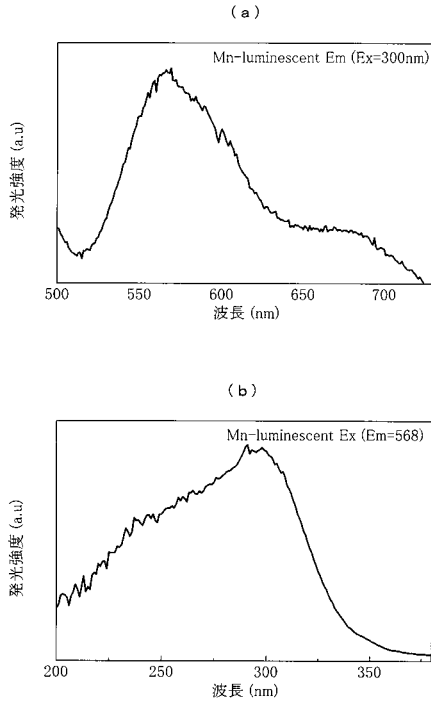 (a)
Mn-luminescent Em (Ex=300nm)
発光強度 (a.u)
500 550 600 650 700
波長 (nm)
(b)
Mn-luminescent Ex (Em=568)
発光強度 (a.u)
200 250 300 350
波長 (nm)